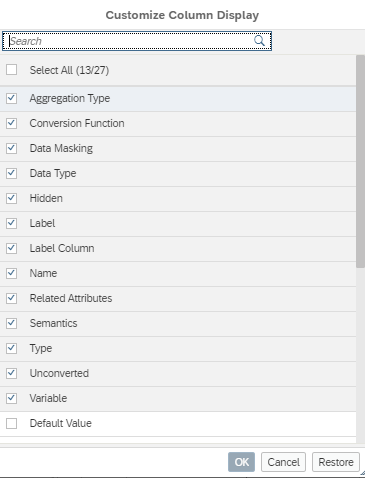 Customize Column Display
Search
Select All (13/27)
Aggregation Type
Conversion Function
Data Masking
Data Type
Hidden
Label
Label Column
Name
Related Attributes
Semantics
Type
Unconverted
Variable
Default Value
OK Cancel Restore